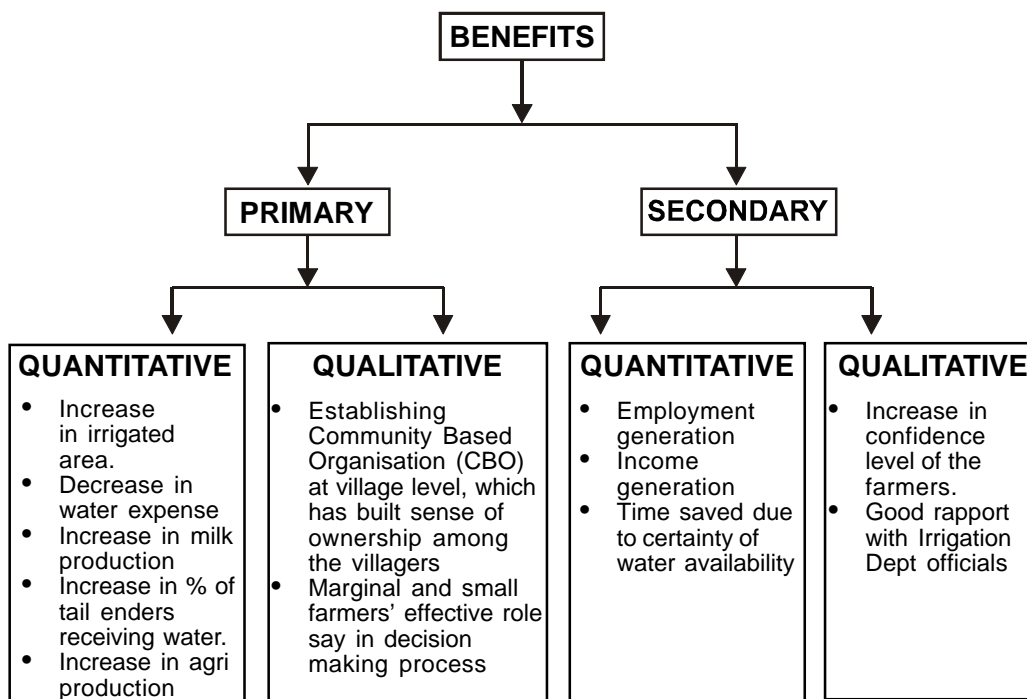 BENEFITS
PRIMARY
SECONDARY
QUANTITATIVE
• Increase
in irrigated
area.
• Decrease in
water expense
• Increase in milk
production
• Increase in % of
tail enders
receiving water.
• Increase in agri
production
QUALITATIVE
• Establishing
Community Based
Organisation (CBO)
at village level, which
has built sense of
ownership among
the villagers
• Marginal and small
farmers' effective role
say in decision
making process
QUANTITATIVE
• Employment
generation
• Income
generation
• Time saved due
to certainty of
water availability
QUALITATIVE
• Increase in
confidence
level of the
farmers.
• Good rapport
with Irrigation
Dept officials